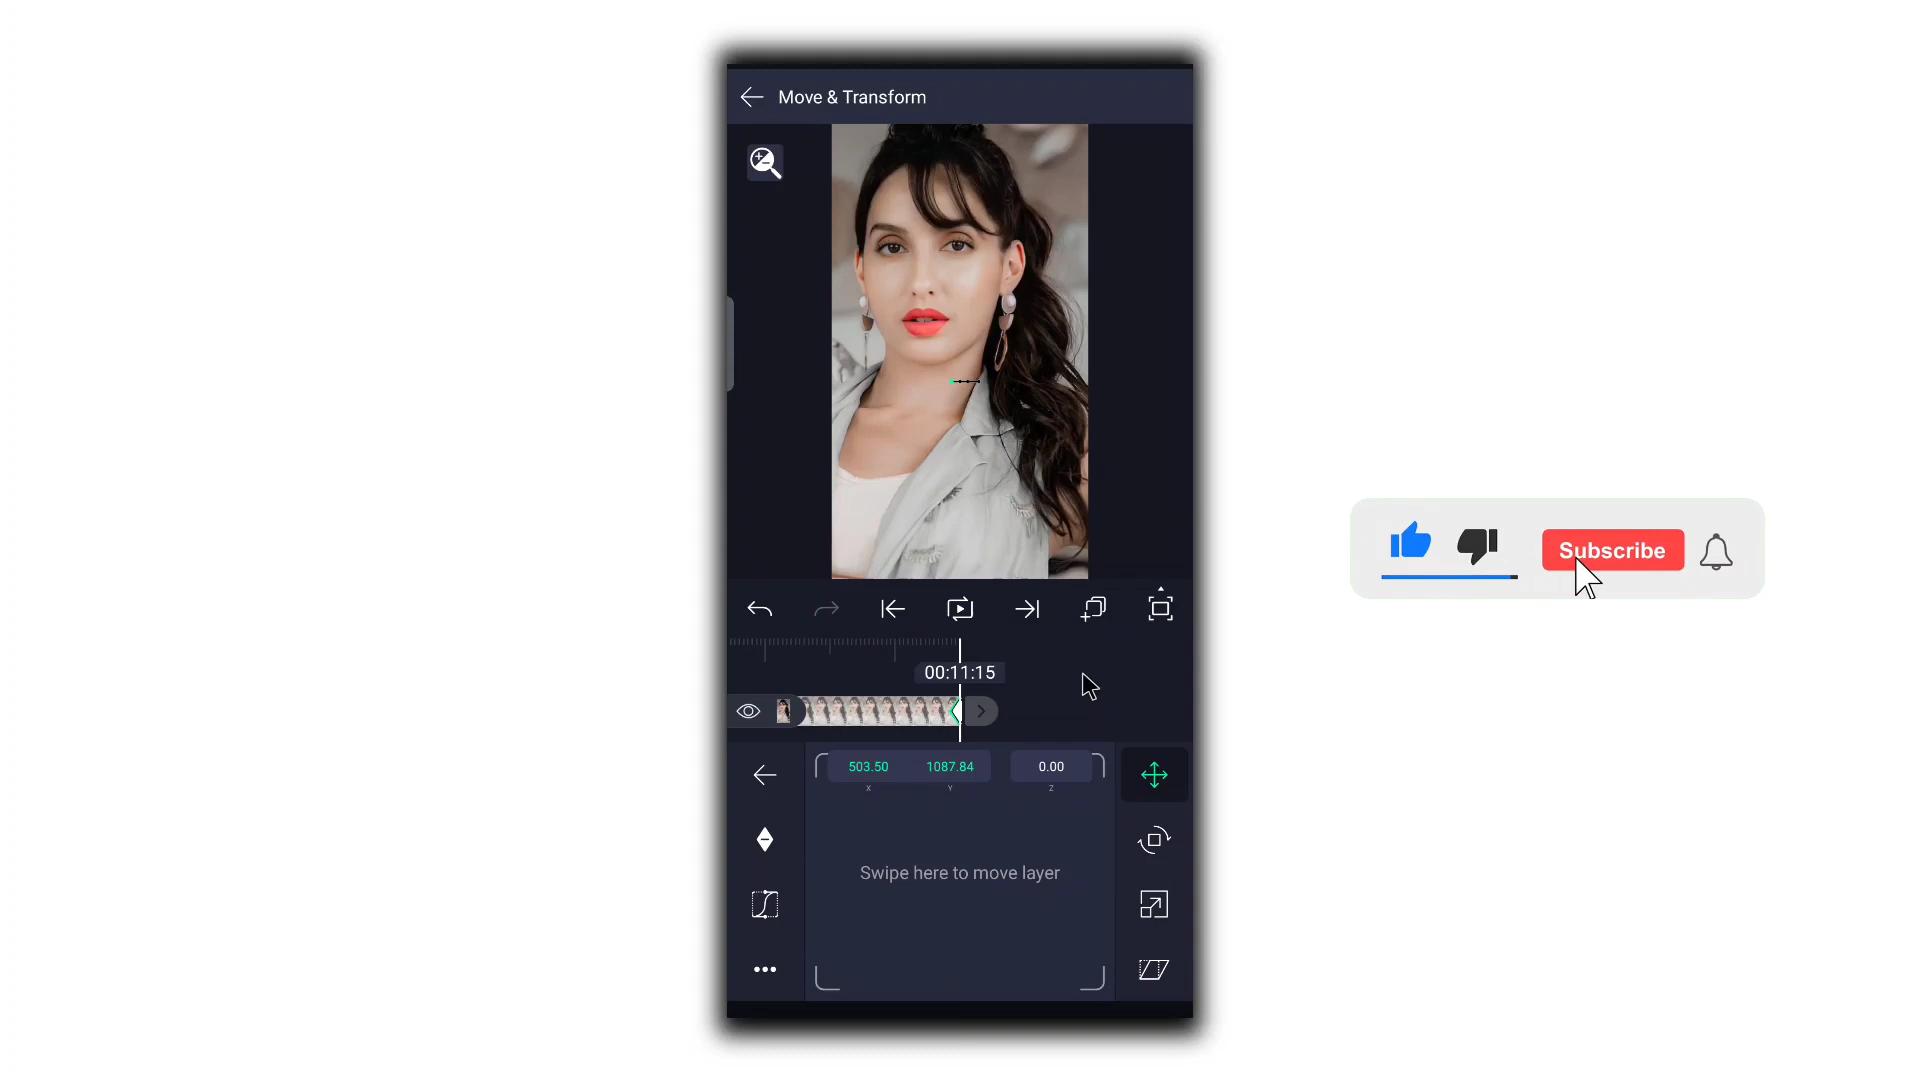 Move & Transform
Subscribe
00:11:15
503.50 1087.84 0.00
X Y Z
Swipe here to move layer